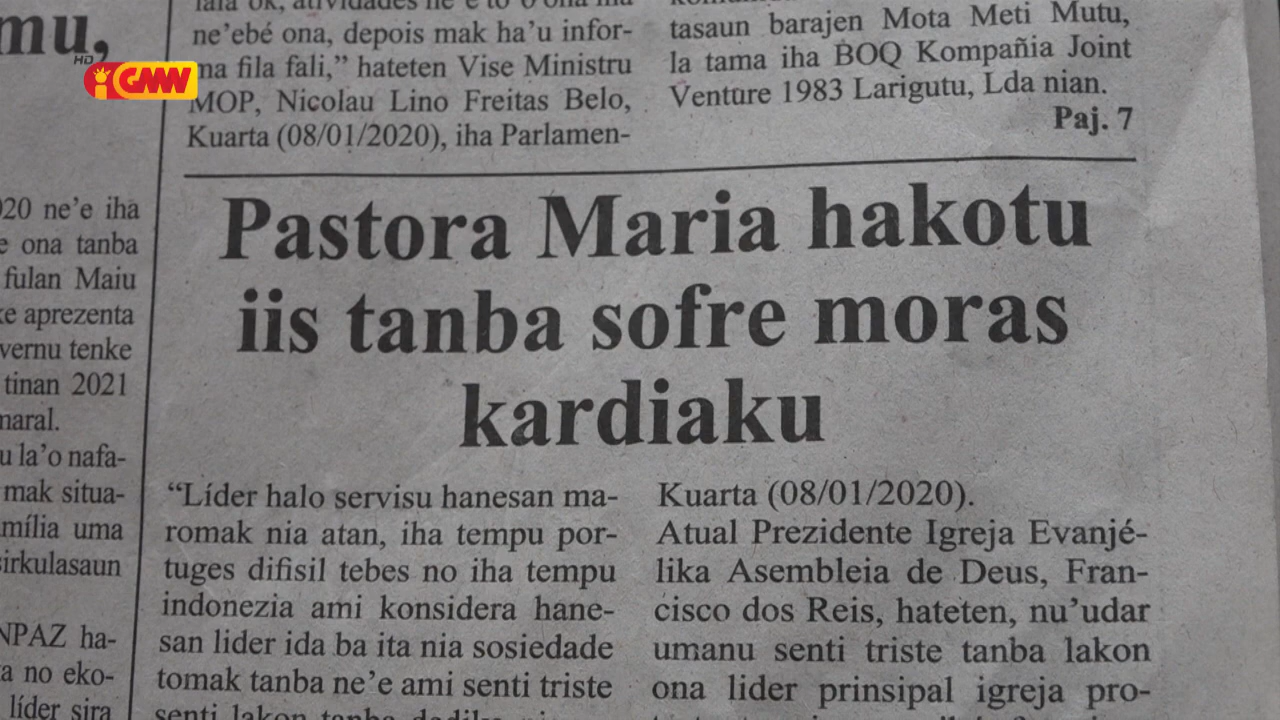 mu,
HD
GMN
020 ne'e iha
e ona tanba
fulan Maiu
ke aprezenta
vernu tenke
tinan 2021
maral.
u la'o nafa-
mak situa-
mília uma
sirkulasaun
NPAZ ha-
a no eko-
líder sira
ne'ebé ona, depois mak ha'u infor-
ma fila fali,” hateten Vise Ministru
MOP, Nicolau Lino Freitas Belo,
Kuarta (08/01/2020), iha Parlamen-
tasaun barajen Mota Meti Mutu,
la tama iha BOQ Kompañia Joint
Venture 1983 Larigutu, Lda nian.
Paj. 7
Pastora Maria hakotu
iis tanba sofre moras
kardiaku
“Líder halo servisu hanesan ma-
romak nia atan, iha tempu por-
tuges difisil tebes no iha tempu
indonezia ami konsidera hane-
san lider ida ba ita nia sosiedade
tomak tanba ne'e ami senti triste
senti lakon tanba
Kuarta (08/01/2020).
Atual Prezidente Igreja Evanjé-
lika Asembleia de Deus, Fran-
cisco dos Reis, hateten, nu'udar
umanu senti triste tanba lakon
ona lider prinsipal igreja pro-